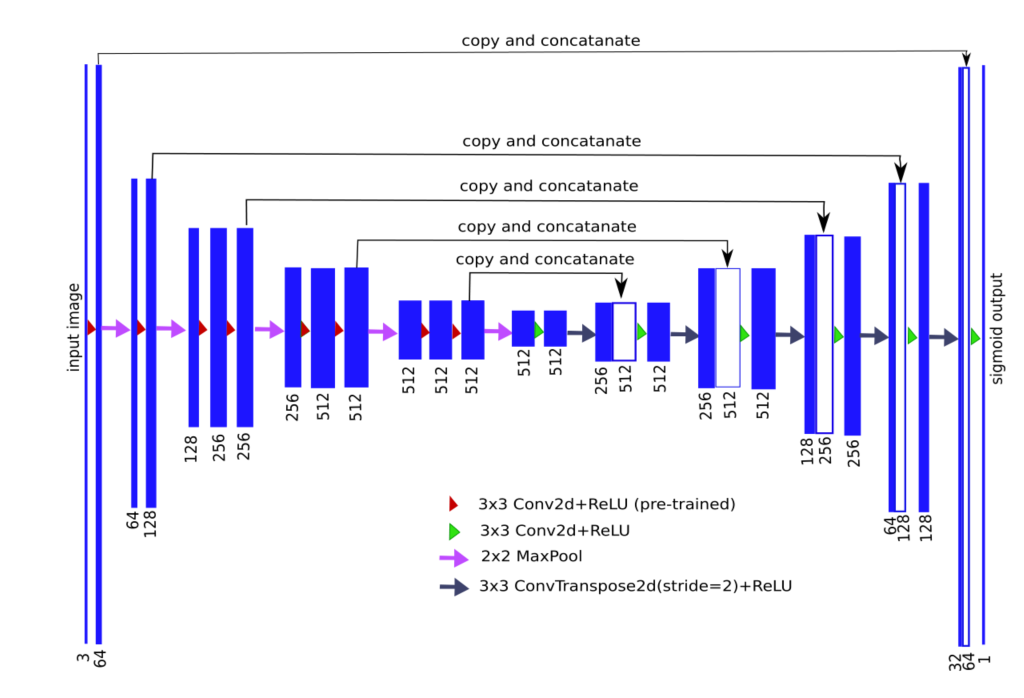 copy and concatanate
copy and concatanate
copy and concatanate
copy and concatanate
copy and concatanate
input image
sigmoid output
3
64
64
128
128
256
256
256
512
512
512
512
512
512
512
256
512
512
256
512
512
128
256
256
64
128
128
32
64
1
3x3 Conv2d+ReLU (pre-trained)
3x3 Conv2d+ReLU
2x2 MaxPool
3x3 ConvTranspose2d(stride=2)+ReLU